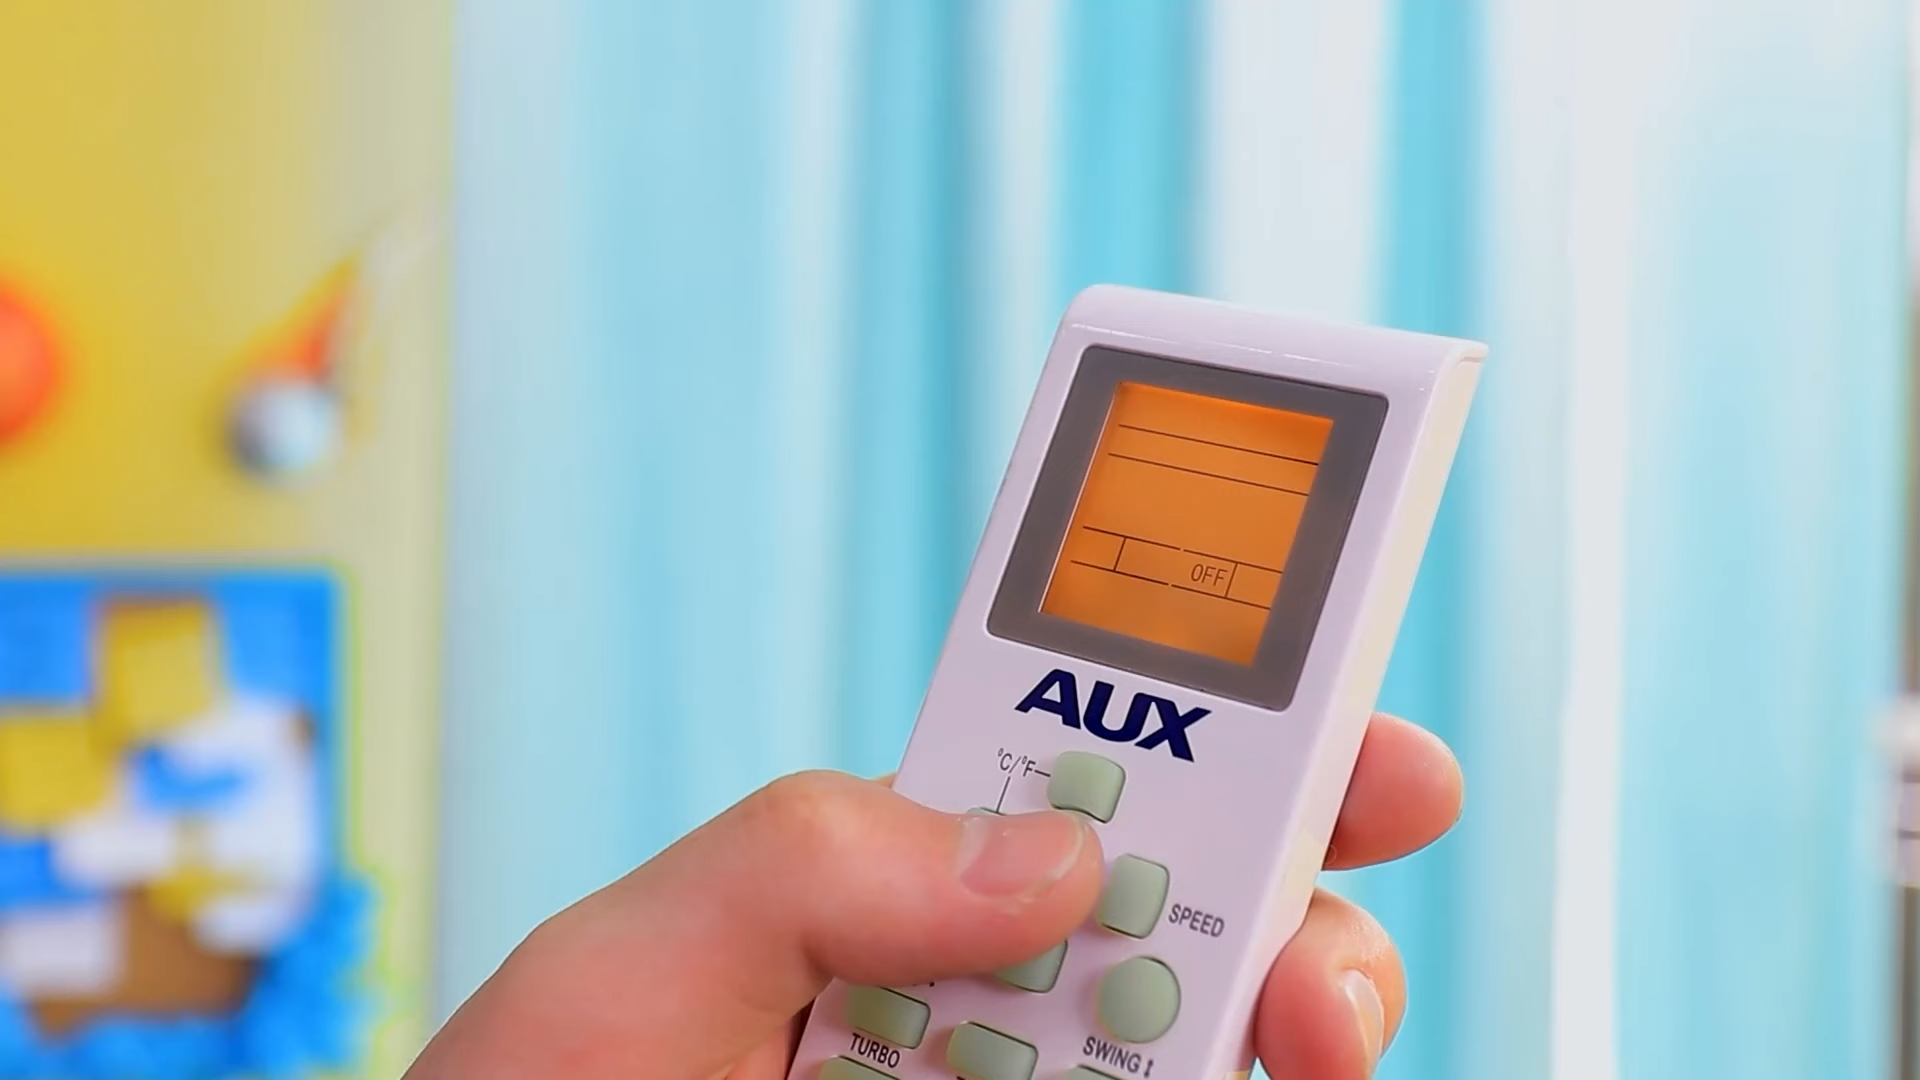 OFF
AUX
°C/°F
SPEED
TURBO
SWING ↕